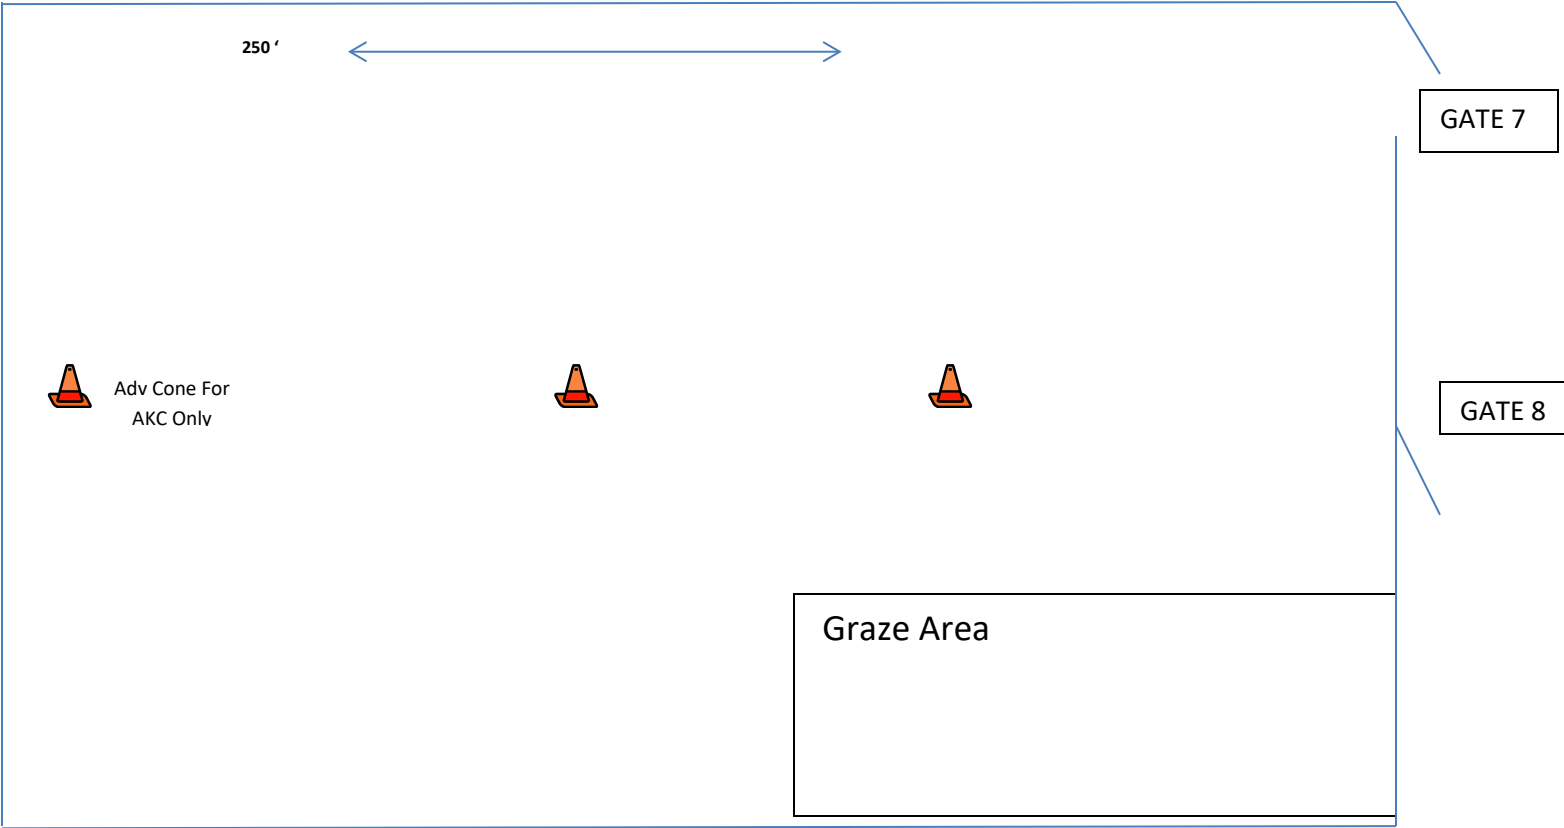 250 ‘
GATE 7
Adv Cone For
AKC Only
GATE 8
Graze Area